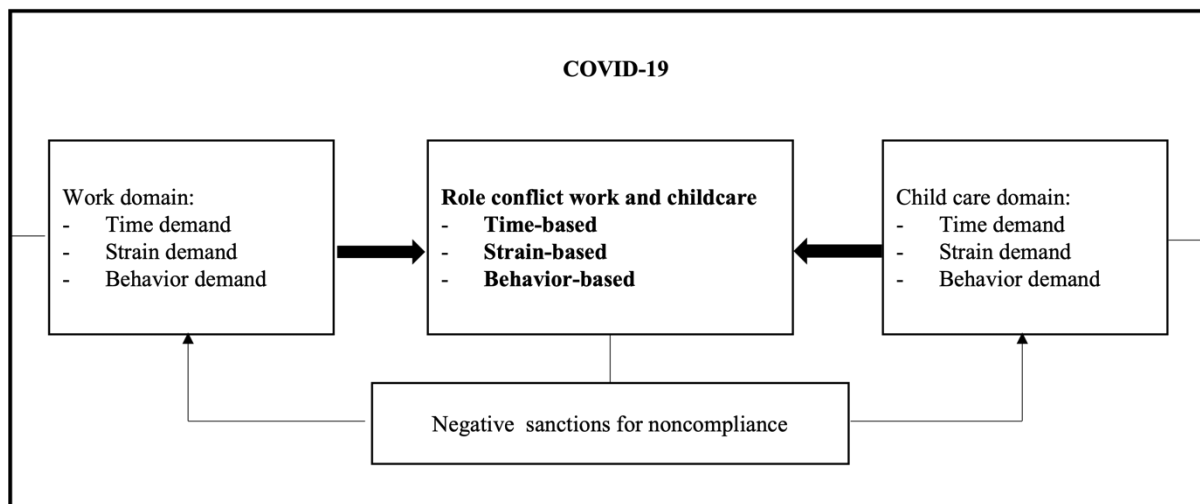 COVID-19
Work domain:
- Time demand
- Strain demand
- Behavior demand
Role conflict work and childcare
- Time-based
- Strain-based
- Behavior-based
Child care domain:
- Time demand
- Strain demand
- Behavior demand
Negative sanctions for noncompliance